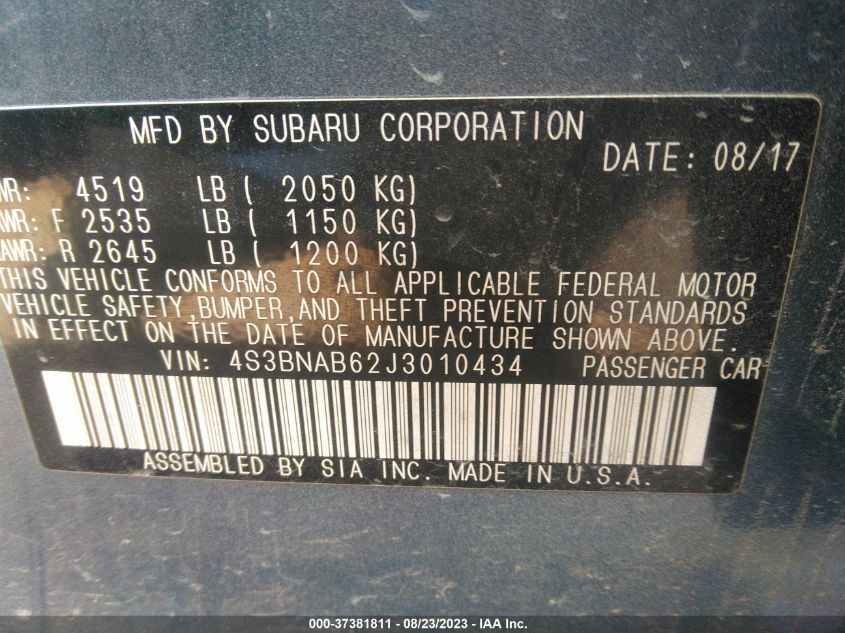 MFD BY SUBARU CORPORATION
DATE: 08/17
WR: 4519 LB ( 2050 KG)
AWR: F 2535 LB ( 1150 KG)
AWR: R 2645 LB ( 1200 KG)
THIS VEHICLE CONFORMS TO ALL APPLICABLE FEDERAL MOTOR
VEHICLE SAFETY,BUMPER,AND THEFT PREVENTION STANDARDS
IN EFFECT ON THE DATE OF MANUFACTURE SHOWN ABOVE.
VIN: 4S3BNAB62J3010434 PASSENGER CAR
ASSEMBLED BY SIA INC. MADE IN U.S.A.
000-37381811 - 08/23/2023 - IAA Inc.